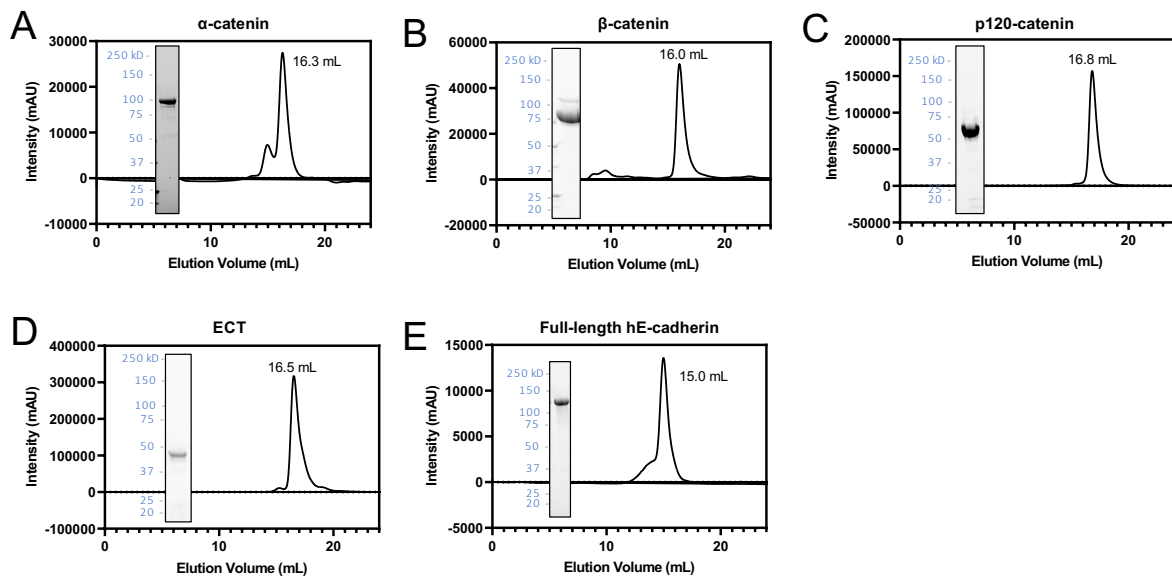 A
α-catenin
30000
20000
10000
0
-10000
Intensity (mAU)
250 kD -
150 -
100 -
75 -
50 -
37 -
25 -
20 -
16.3 mL
0 10 20
Elution Volume (mL)
B
β-catenin
60000
40000
20000
0
-20000
Intensity (mAU)
250 kD -
150 -
100 -
75 -
50 -
37 -
25 -
20 -
16.0 mL
0 10 20
Elution Volume (mL)
C
p120-catenin
200000
150000
100000
50000
0
-50000
Intensity (mAU)
250 kD -
150 -
100 -
75 -
50 -
37 -
25 -
20 -
16.8 mL
0 10 20
Elution Volume (mL)
D
ECT
400000
300000
200000
100000
0
-100000
Intensity (mAU)
250 kD -
150 -
100 -
75 -
50 -
37 -
25 -
20 -
16.5 mL
0 10 20
Elution Volume (mL)
E
Full-length hE-cadherin
15000
10000
5000
0
-5000
Intensity (mAU)
250 kD -
150 -
100 -
75 -
50 -
37 -
25 -
20 -
15.0 mL
0 10 20
Elution Volume (mL)